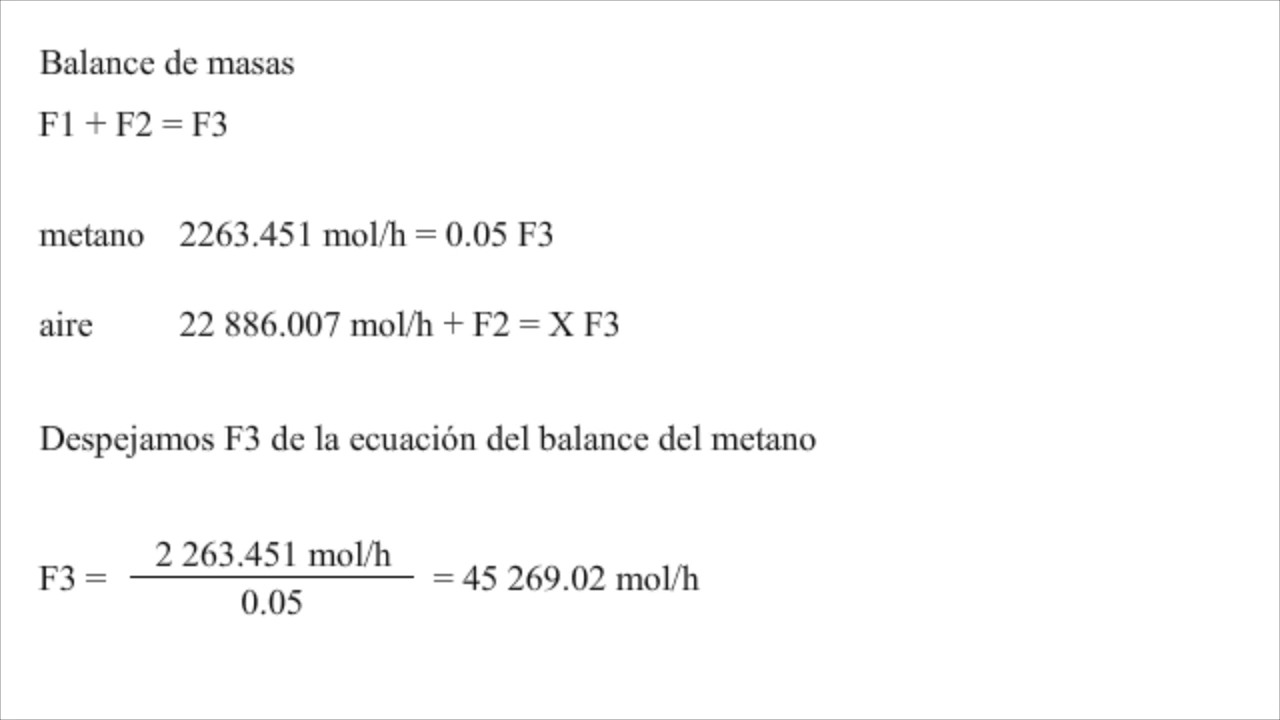 Balance de masas
F1 + F2 = F3
metano 2263.451 mol/h = 0.05 F3
aire 22 886.007 mol/h + F2 = X F3
Despejamos F3 de la ecuación del balance del metano
2 263.451 mol/h
F3 = = 45 269.02 mol/h
0.05